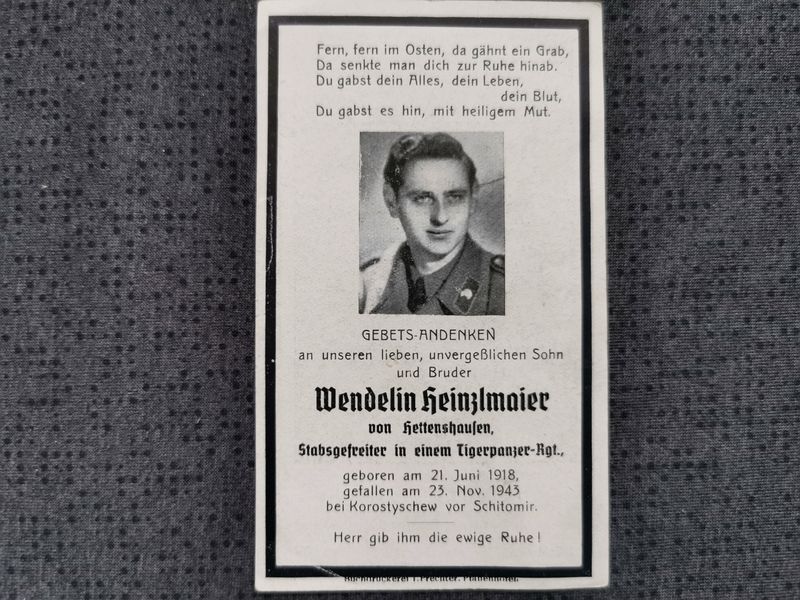 Fern, fern im Osten, da gähnt ein Grab,
Da senkte man dich zur Ruhe hinab.
Du gabst dein Alles, dein Leben,
dein Blut,
Du gabst es hin, mit heiligem Mut.
GEBETS-ANDENKEN
an unseren lieben, unvergeßlichen Sohn
und Bruder
Wendelin Heinzlmaier
von Hettenshausen,
Stabsgefreiter in einem Tigerpanzer-Rgt.,
geboren am 21. Juni 1918,
gefallen am 23. Nov. 1943
bei Korostyschew vor Schitomir.
Herr gib ihm die ewige Ruhe!
Buchdruckerei J. Prechter, Pfaffenhofen.